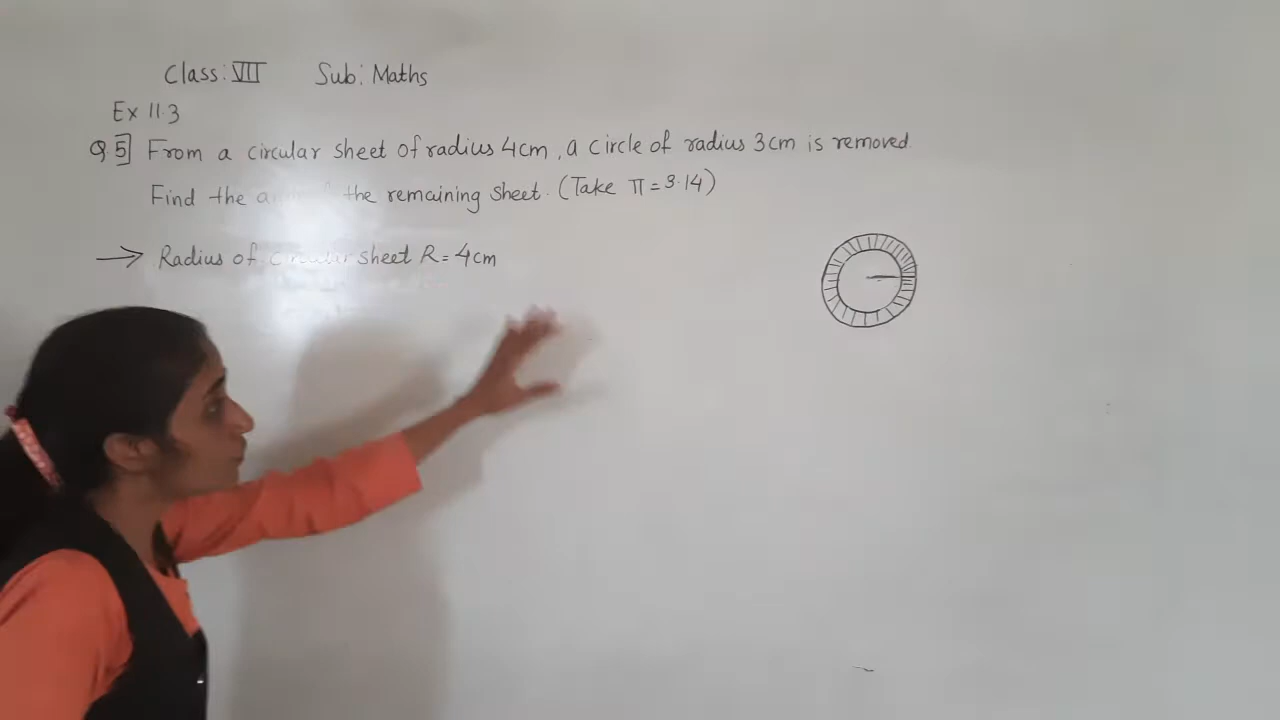 Class: VII Sub: Maths
Ex 11.3
Q 5] From a circular sheet of radius 4cm, a circle of radius 3cm is removed.
Find the the remaining sheet. (Take π = 3.14)
→ Radius of circular sheet R = 4cm